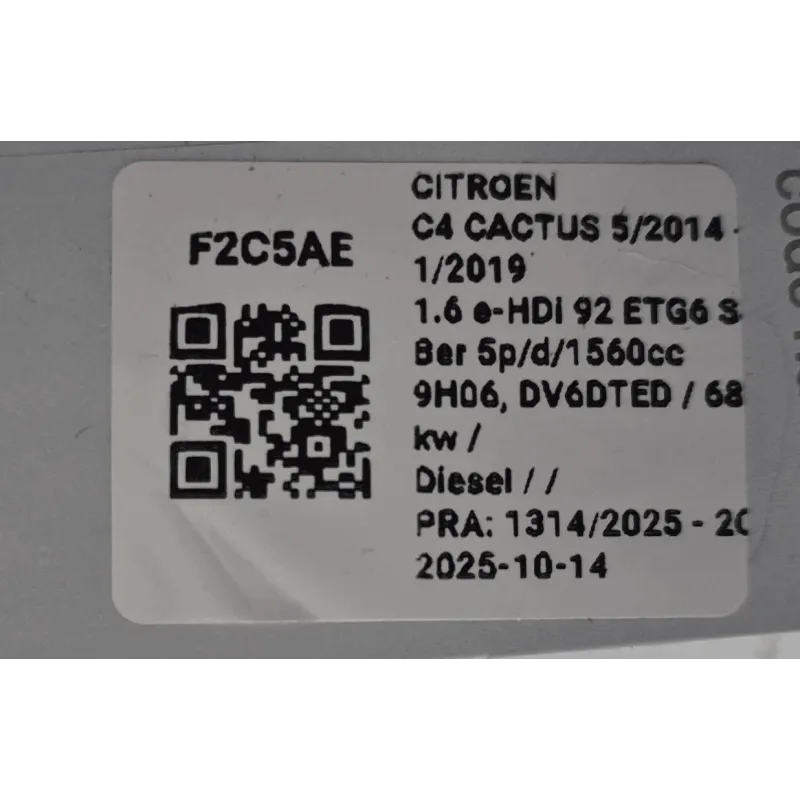 F2C5AE
CITROEN
C4 CACTUS 5/2014 -
1/2019
1.6 e-HDi 92 ETG6 S
Ber 5p/d/1560cc
9H06, DV6DTED / 68
kw /
Diesel / /
PRA: 1314/2025 - 20
2025-10-14